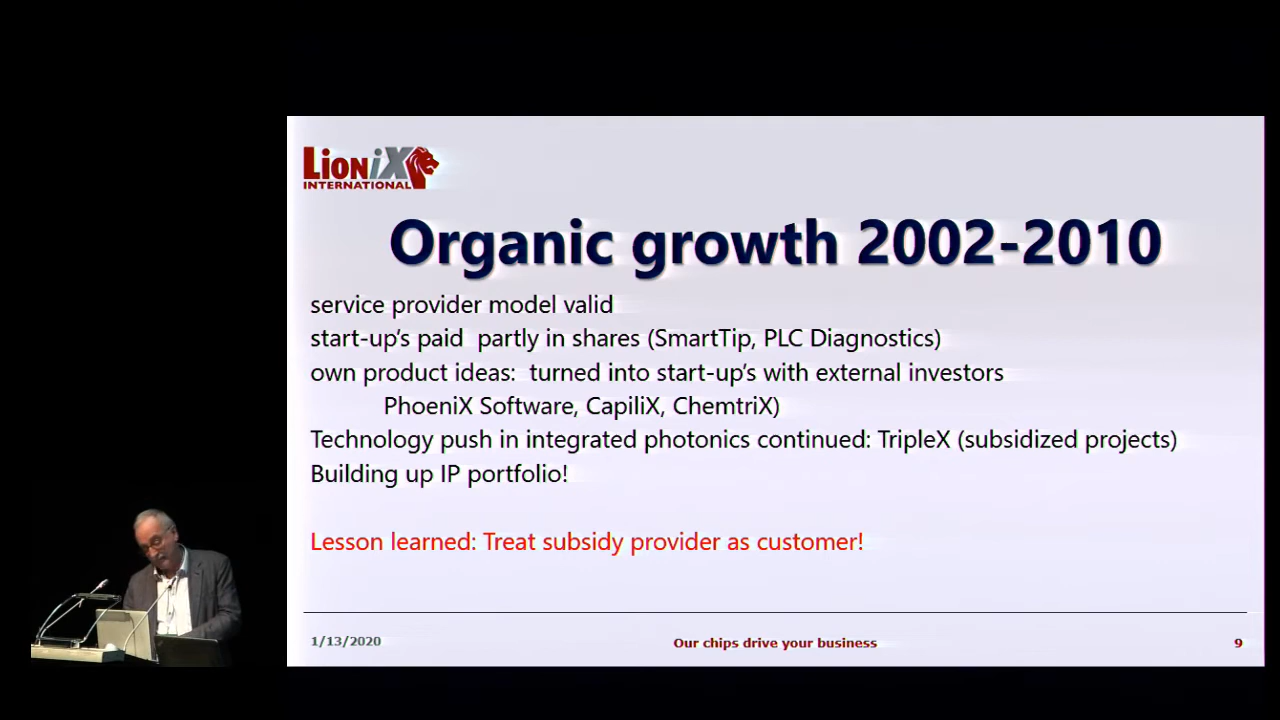 LioniX
INTERNATIONAL
Organic growth 2002-2010
service provider model valid
start-up's paid partly in shares (SmartTip, PLC Diagnostics)
own product ideas: turned into start-up's with external investors
PhoeniX Software, CapiliX, ChemtriX)
Technology push in integrated photonics continued: TripleX (subsidized projects)
Building up IP portfolio!
Lesson learned: Treat subsidy provider as customer!
1/13/2020
Our chips drive your business
9